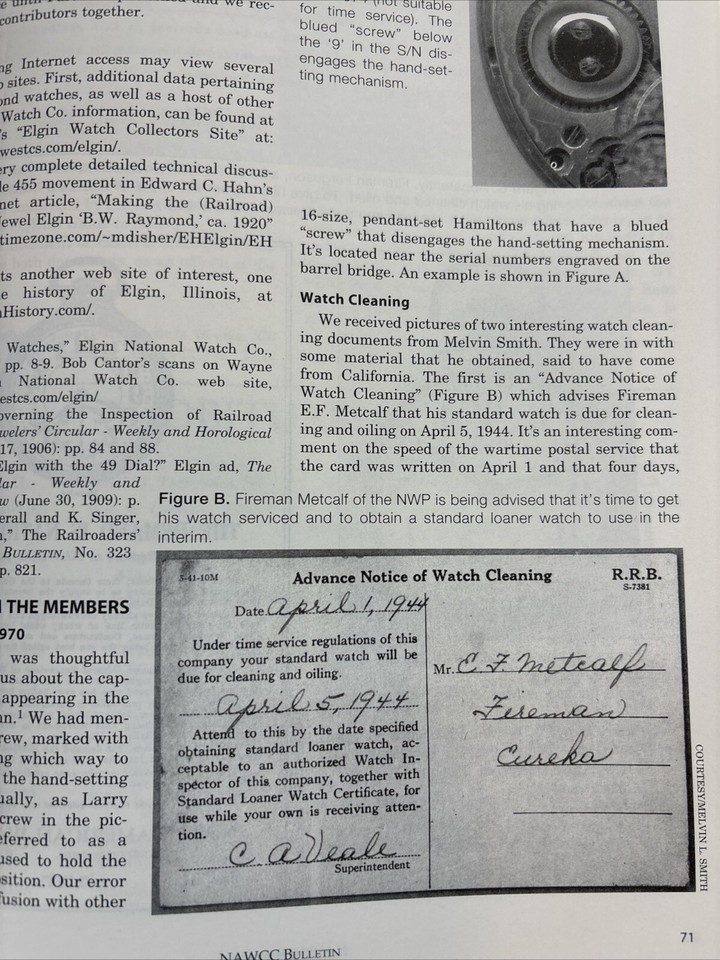 contributors together.
Internet access may view several
sites. First, additional data pertaining
watches, as well as a host of other
Watch Co. information, can be found at
"Elgin Watch Collectors Site" at:
westcs.com/elgin/.
complete detailed technical discus-
455 movement in Edward C. Hahn's
article, "Making the (Railroad)
Elgin 'B.W. Raymond,' ca. 1920"
timezone.com/~mdisher/EHElgin/EH
another web site of interest, one
history of Elgin, Illinois, at
History.com/.
Watches," Elgin National Watch Co.,
pp. 8-9. Bob Cantor's scans on Wayne
National Watch Co. web site,
estcs.com/elgin/
overning the Inspection of Railroad
welers' Circular - Weekly and Horological
17, 1906): pp. 84 and 88.
Elgin with the 49 Dial?" Elgin ad, The
lar - Weekly and
w (June 30, 1909): p.
erall and K. Singer,
," The Railroaders'
BULLETIN, No. 323
p. 821.
THE MEMBERS
970
was thoughtful
us about the cap-
appearing in the
n.¹ We had men-
rew, marked with
ng which way to
the hand-setting
ually, as Larry
crew in the pic-
eferred to as a
used to hold the
sition. Our error
fusion with other
(not suitable
for time service). The
blued "screw" below
the '9' in the S/N dis-
engages the hand-set-
ting mechanism.
16-size, pendant-set Hamiltons that have a blued
"screw" that disengages the hand-setting mechanism.
It's located near the serial numbers engraved on the
barrel bridge. An example is shown in Figure A.
Watch Cleaning
We received pictures of two interesting watch clean-
ing documents from Melvin Smith. They were in with
some material that he obtained, said to have come
from California. The first is an "Advance Notice of
Watch Cleaning" (Figure B) which advises Fireman
E.F. Metcalf that his standard watch is due for clean-
ing and oiling on April 5, 1944. It's an interesting com-
ment on the speed of the wartime postal service that
the card was written on April 1 and that four days,
Figure B. Fireman Metcalf of the NWP is being advised that it's time to get
his watch serviced and to obtain a standard loaner watch to use in the
interim.
3-41-10M
Advance Notice of Watch Cleaning
R.R.B.
S-7381
Date April 1, 1944
Under time service regulations of this
company your standard watch will be
due for cleaning and oiling.
April 5, 1944
Attend to this by the date specified
obtaining standard loaner watch, ac-
ceptable to an authorized Watch In-
spector of this company, together with
Standard Loaner Watch Certificate, for
use while your own is receiving atten-
tion.
C A Veale
Superintendent
Mr. E F Metcalf
Fireman
Eureka
COURTESY/MELVIN L. SMITH
71
NAWCC BULLETIN